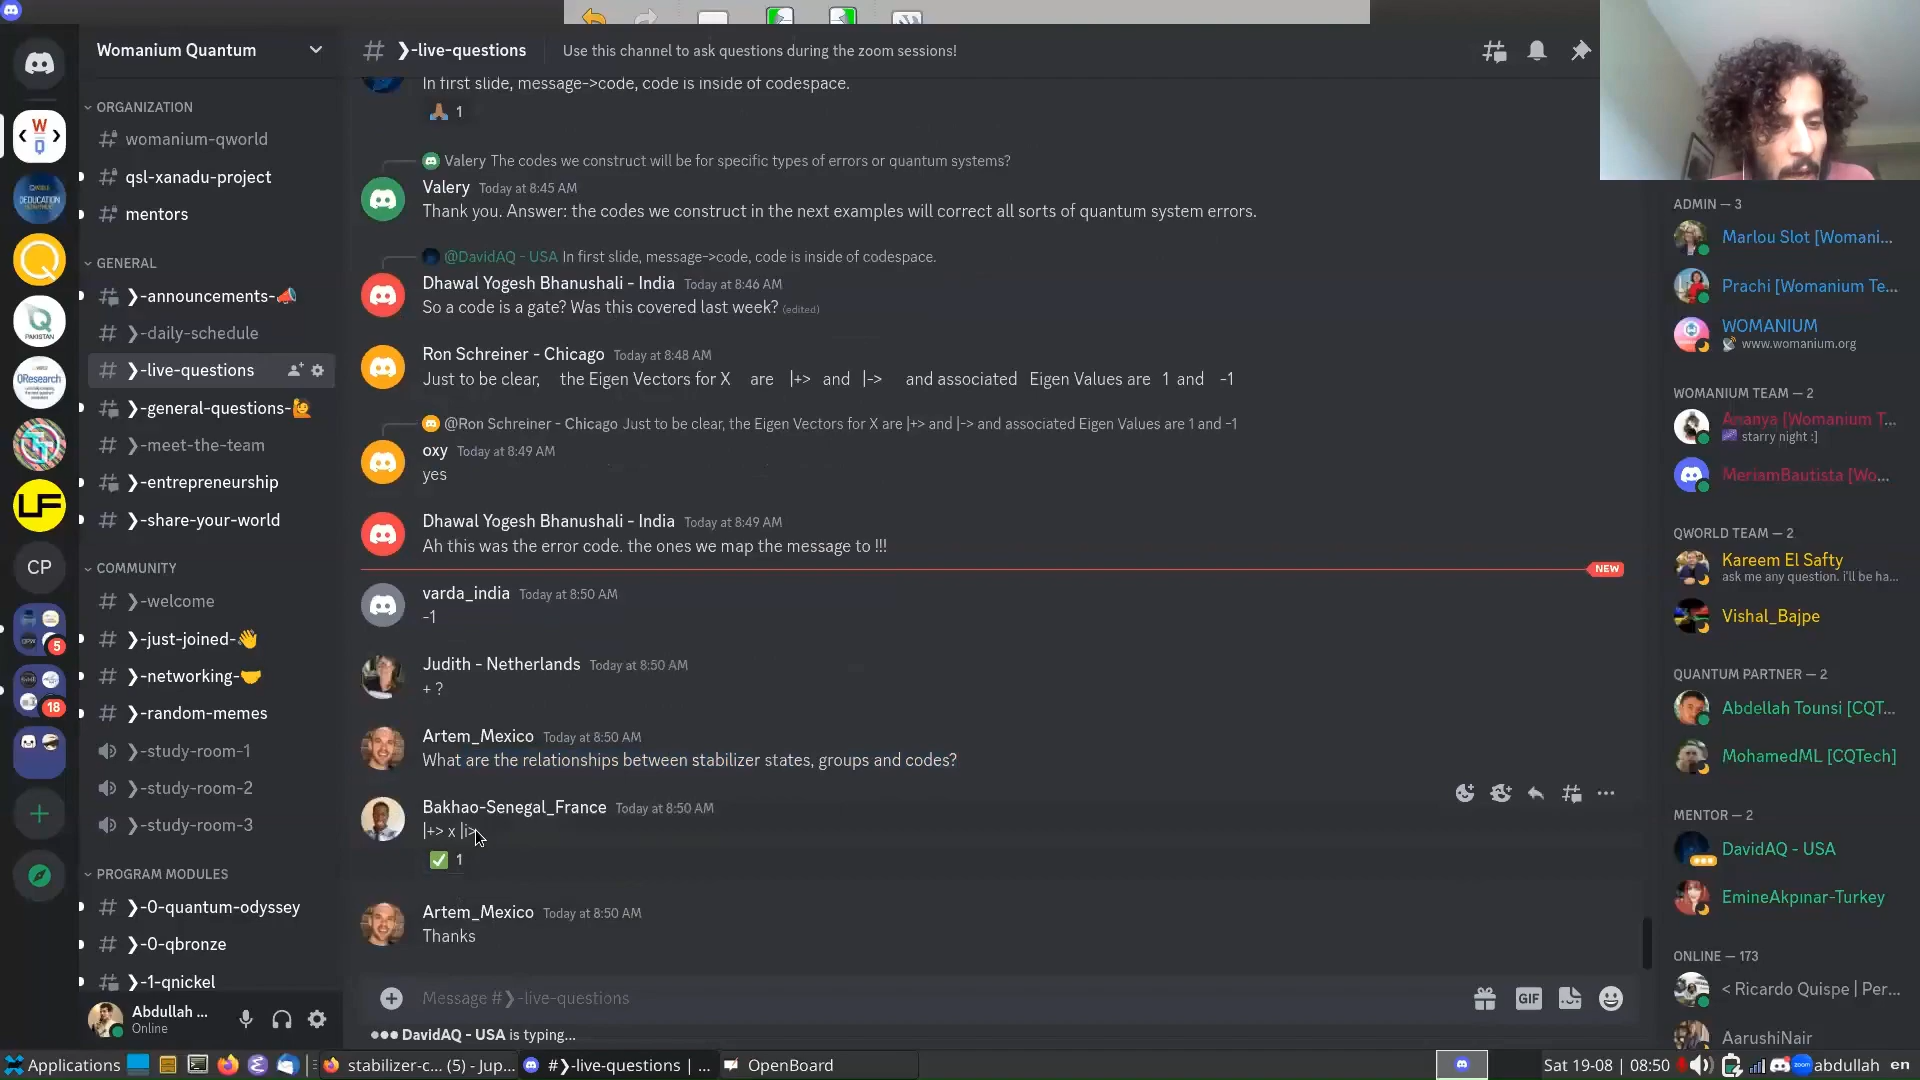 Womanium Quantum
❯-live-questions
Use this channel to ask questions during the zoom sessions!
ORGANIZATION
womanium-qworld
qsl-xanadu-project
mentors
GENERAL
❯-announcements-📣
❯-daily-schedule
❯-live-questions
❯-general-questions-🙋
❯-meet-the-team
❯-entrepreneurship
❯-share-your-world
COMMUNITY
❯-welcome
❯-just-joined-👋
❯-networking-🤝
❯-random-memes
❯-study-room-1
❯-study-room-2
❯-study-room-3
PROGRAM MODULES
❯-0-quantum-odyssey
❯-0-qbronze
❯-1-qnickel
Abdullah ...
Online
W
Q
PAKISTAN
QResearch
LF
CP
5
18
In first slide, message->code, code is inside of codespace.
1
Valery The codes we construct will be for specific types of errors or quantum systems?
Valery Today at 8:45 AM
Thank you. Answer: the codes we construct in the next examples will correct all sorts of quantum system errors.
@DavidAQ - USA In first slide, message->code, code is inside of codespace.
Dhawal Yogesh Bhanushali - India Today at 8:46 AM
So a code is a gate? Was this covered last week? (edited)
Ron Schreiner - Chicago Today at 8:48 AM
Just to be clear, the Eigen Vectors for X are |+> and |-> and associated Eigen Values are 1 and -1
@Ron Schreiner - Chicago Just to be clear, the Eigen Vectors for X are |+> and |-> and associated Eigen Values are 1 and -1
oxy Today at 8:49 AM
yes
Dhawal Yogesh Bhanushali - India Today at 8:49 AM
Ah this was the error code. the ones we map the message to !!!
NEW
varda_india Today at 8:50 AM
-1
Judith - Netherlands Today at 8:50 AM
+ ?
Artem_Mexico Today at 8:50 AM
What are the relationships between stabilizer states, groups and codes?
Bakhao-Senegal_France Today at 8:50 AM
|+> x |i>
1
Artem_Mexico Today at 8:50 AM
Thanks
Message #❯-live-questions
GIF
DavidAQ - USA is typing...
ADMIN — 3
Marlou Slot [Womani...
Prachi [Womanium Te...
WOMANIUM
www.womanium.org
WOMANIUM TEAM — 2
Ananya [Womanium T...
starry night :]
MeriamBautista [Wo...
QWORLD TEAM — 2
Kareem El Safty
ask me any question. i'll be ha...
Vishal_Bajpe
QUANTUM PARTNER — 2
Abdellah Tounsi [CQT...
MohamedML [CQTech]
MENTOR — 2
DavidAQ - USA
EmineAkpınar-Turkey
ONLINE — 173
< Ricardo Quispe | Per...
AarushiNair
Applications
stabilizer-c... (5) - Jup...
#❯-live-questions | ...
OpenBoard
Sat 19-08 | 08:50
abdullah
en